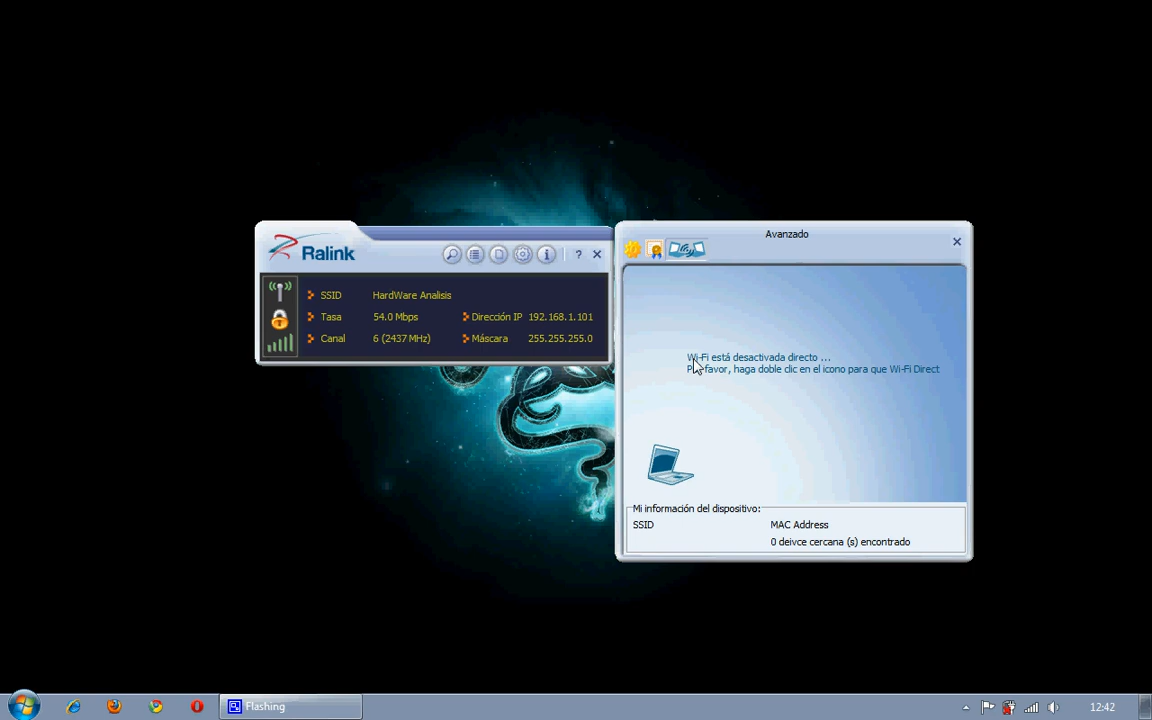 Ralink
?
SSID HardWare Analisis
Tasa 54.0 Mbps Dirección IP 192.168.1.101
Canal 6 (2437 MHz) Máscara 255.255.255.0
Avanzado
Wi-Fi está desactivada directo ...
favor, haga doble clic en el icono para que Wi-Fi Direct
Mi información del dispositivo:
SSID MAC Address
0 deivce cercana (s) encontrado
Flashing
12:42